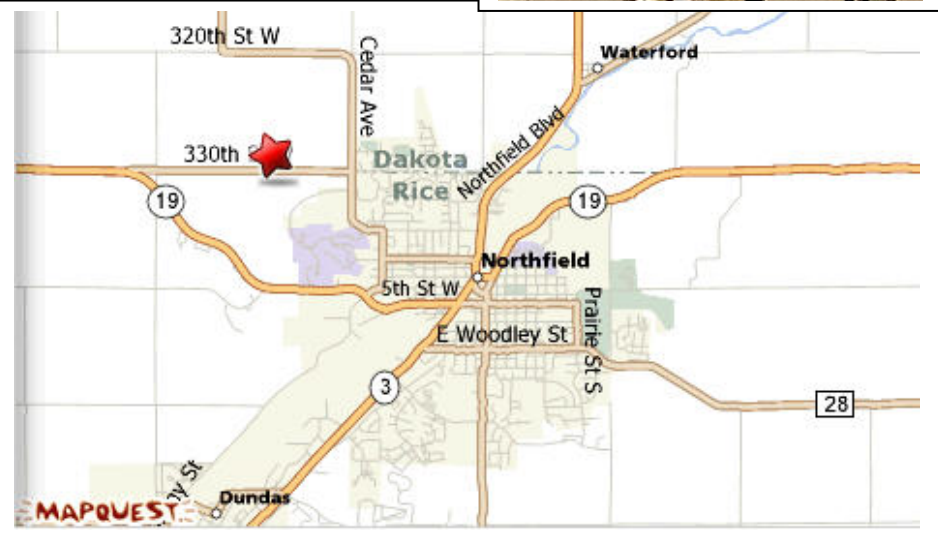 320th St W
Cedar Ave
Waterford
330th
Dakota
Rice
Northfield Blvd
19
19
Northfield
5th St W
Prairie St S
E Woodley St
3
28
Dundas
MAPQUEST